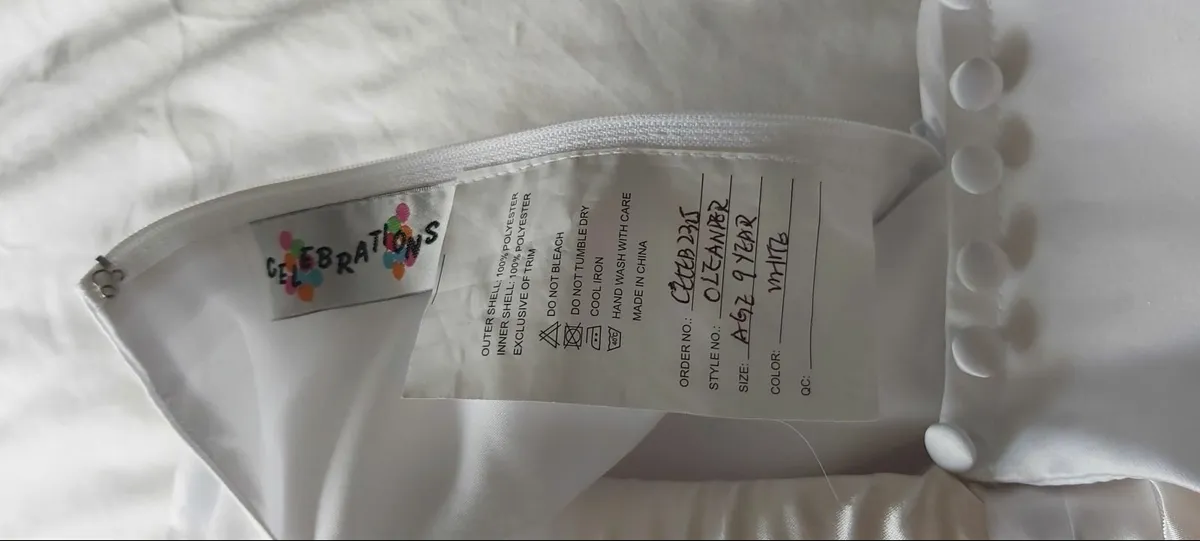 CELEBRATIONS
OUTER SHELL: 100% POLYESTER
INNER SHELL: 100% POLYESTER
EXCLUSIVE OF TRIM
DO NOT BLEACH
DO NOT TUMBLE DRY
COOL IRON
HAND WASH WITH CARE
MADE IN CHINA
ORDER NO.: CELEB2315
STYLE NO.: OLEANDER
SIZE: AGE 9 YEAR
COLOR:
QC: